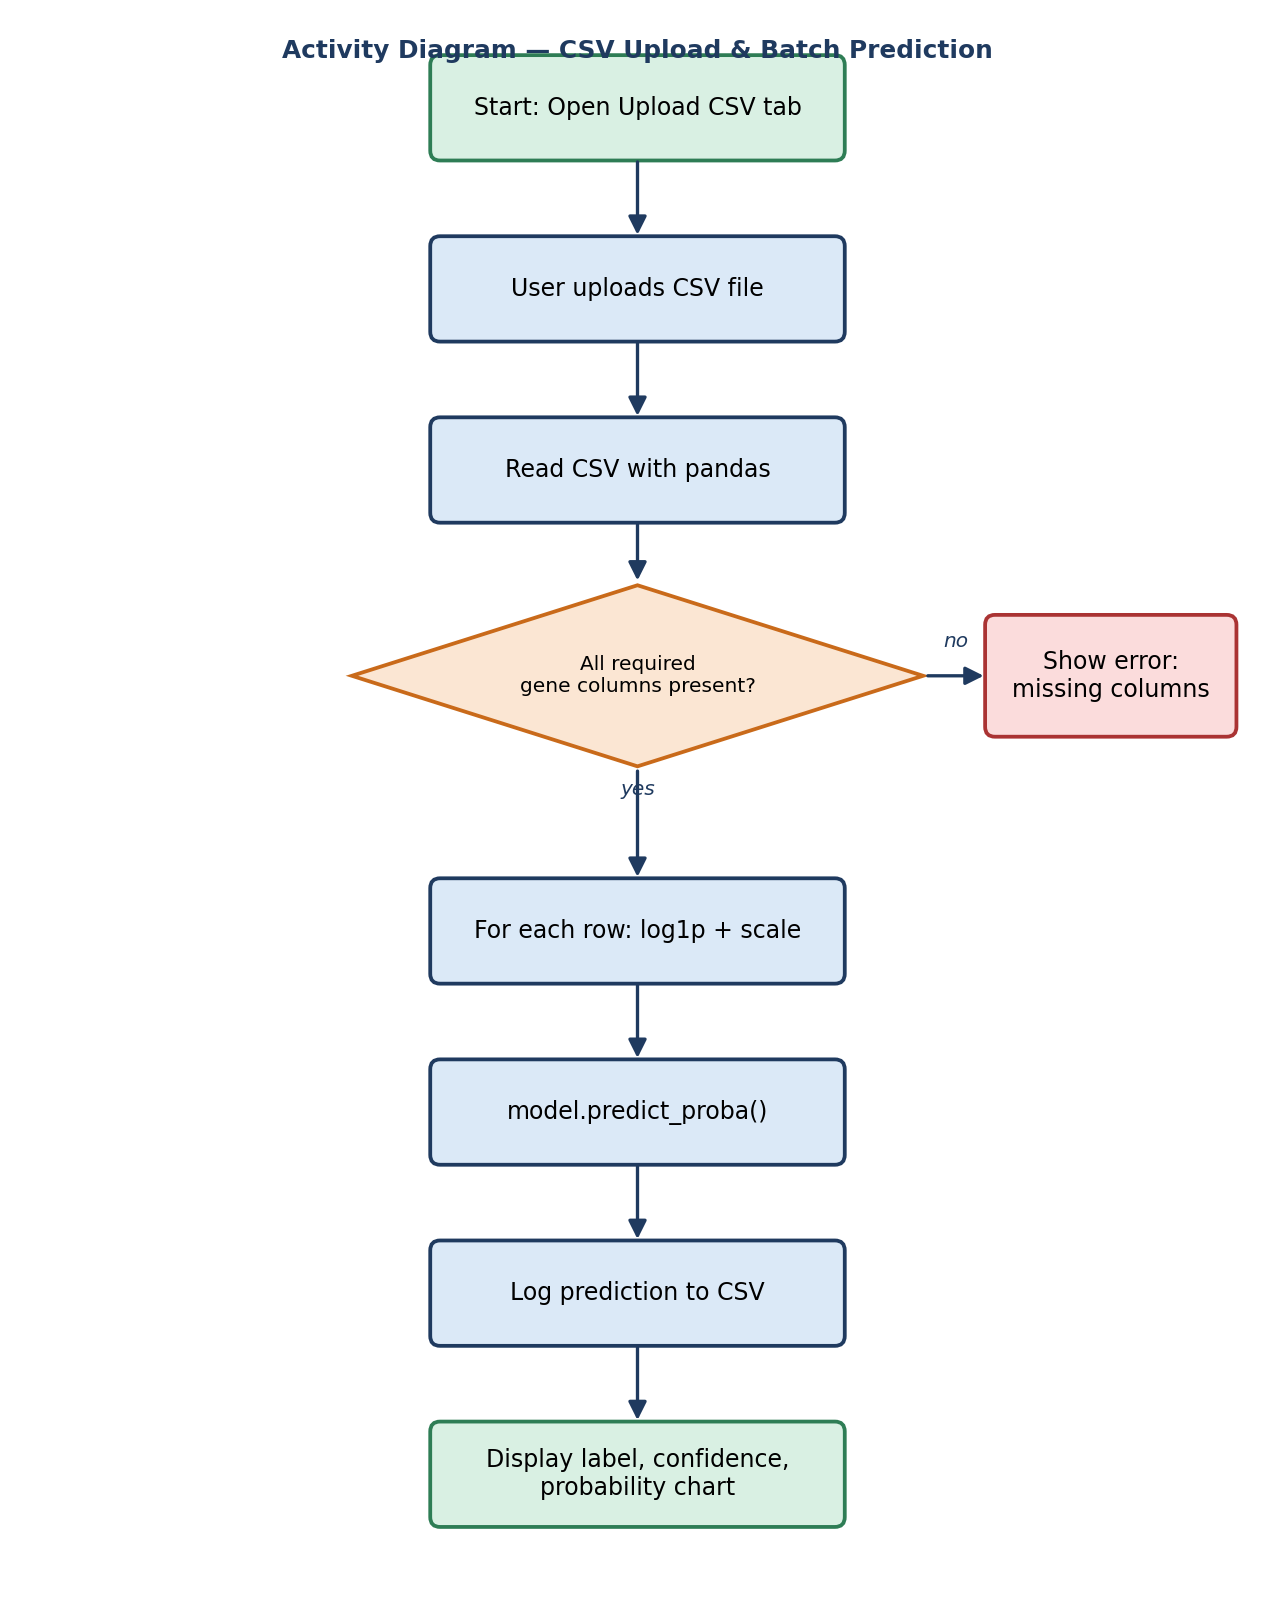 Activity Diagram — CSV Upload & Batch Prediction
Start: Open Upload CSV tab
User uploads CSV file
Read CSV with pandas
All required
gene columns present?
no
Show error:
missing columns
yes
For each row: log1p + scale
model.predict_proba()
Log prediction to CSV
Display label, confidence,
probability chart